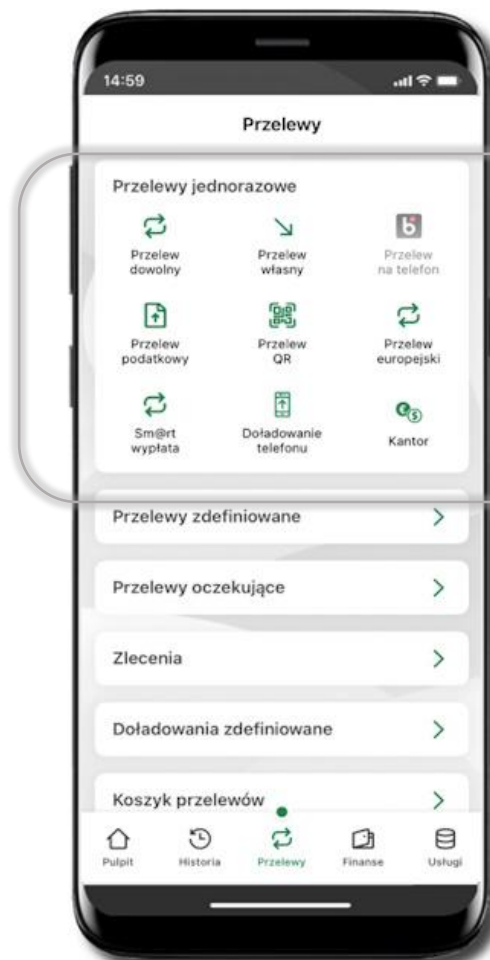 14:59
Przelewy
Przelewy jednorazowe
Przelew
dowolny
Przelew
własny
Przelew
na telefon
Przelew
podatkowy
Przelew
QR
Przelew
europejski
Sm@rt
wypłata
Doładowanie
telefonu
Kantor
Przelewy zdefiniowane
Przelewy oczekujące
Zlecenia
Doładowania zdefiniowane
Koszyk przelewów
Pulpit
Historia
Przelewy
Finanse
Usługi